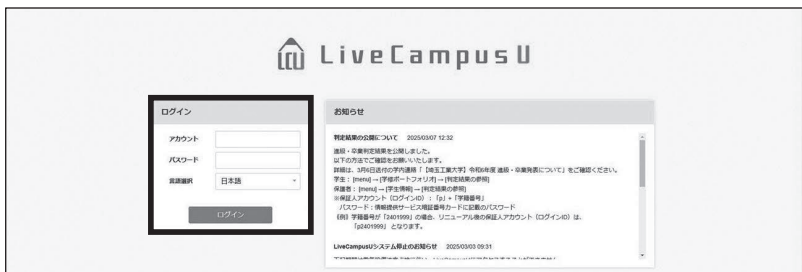 LCU LiveCampusU
ログイン
アカウント
パスワード
言語選択 日本語
ログイン
お知らせ
判定結果の公開について 2025/03/07 12:32
進級・卒業判定結果を公開しました。
以下の方法でご確認をお願いいたします。
詳細は、3月6日送付の学内連絡「【埼玉工業大学】令和6年度 進級・卒業発表について」をご確認ください。
学生：[menu]→[学修ポートフォリオ]→[判定結果の参照]
保護者：[menu]→[学生情報]→[判定結果の参照]
※保証人アカウント（ログインID）：「p」+「学籍番号」
パスワード：情報提供サービス暗証番号カードに記載のパスワード
《例》学籍番号が「2401999」の場合、リニューアル後の保証人アカウント（ログインID）は、
「p2401999」となります。
LiveCampusUシステム停止のお知らせ 2025/03/03 09:31